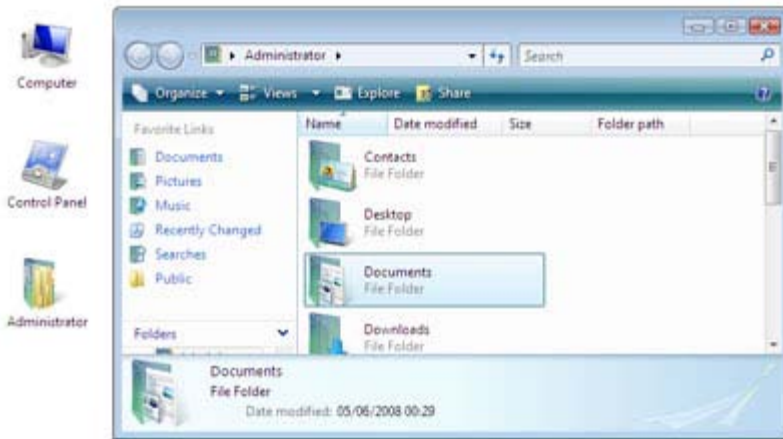 Computer
Control Panel
Administrator
Administrator
Search
Organize Views Explore Share
Favorite Links
Documents
Pictures
Music
Recently Changed
Searches
Public
Folders
Name Date modified Size Folder path
Contacts
File Folder
Desktop
File Folder
Documents
File Folder
Downloads
File Folder
Documents
File Folder
Date modified: 05/06/2008 00:29